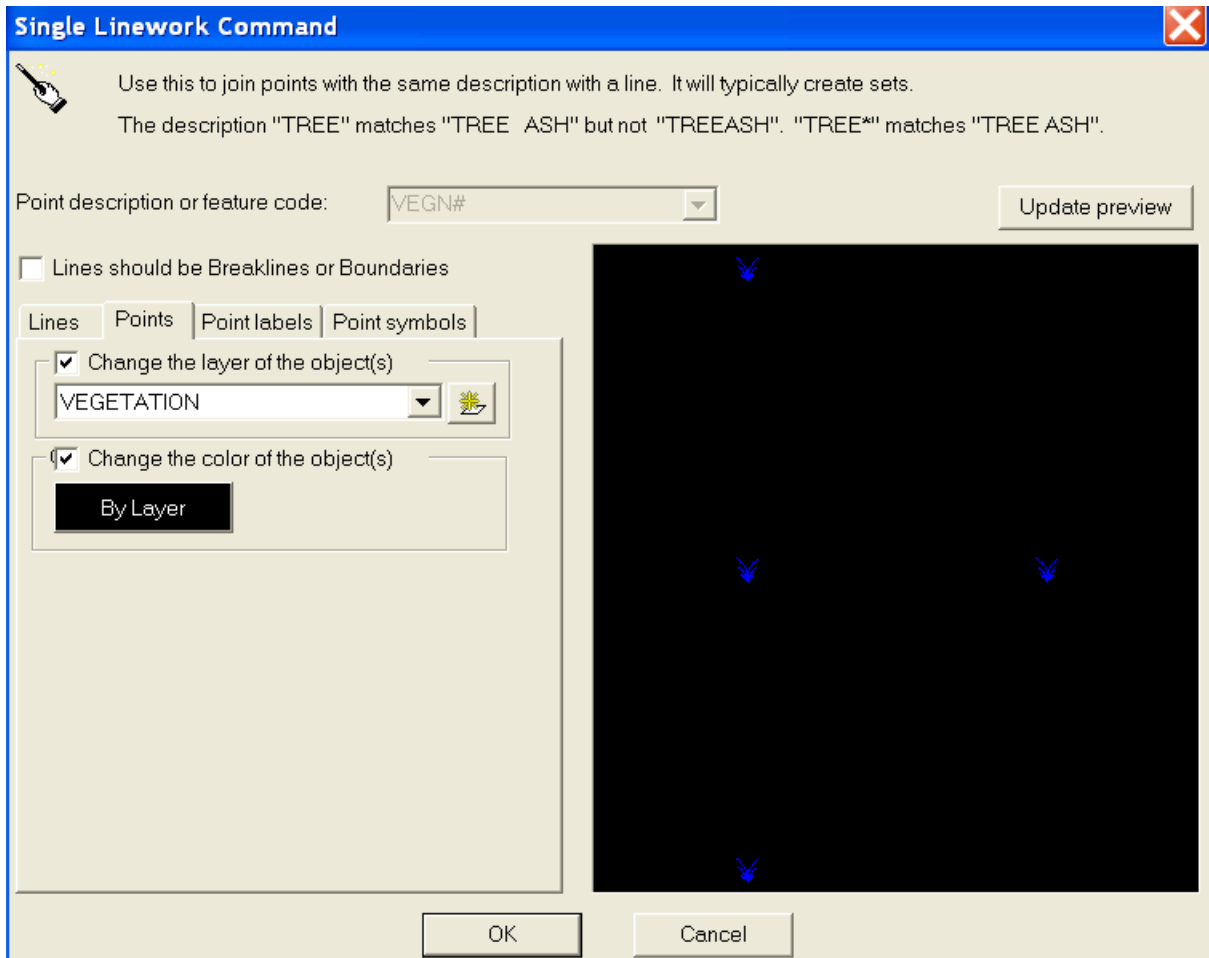 Single Linework Command
Use this to join points with the same description with a line. It will typically create sets.
The description "TREE" matches "TREE ASH" but not "TREEASH". "TREE*" matches "TREE ASH".
Point description or feature code:
VEGN#
Update preview
Lines should be Breaklines or Boundaries
Lines
Points
Point labels
Point symbols
Change the layer of the object(s)
VEGETATION
Change the color of the object(s)
By Layer
OK
Cancel